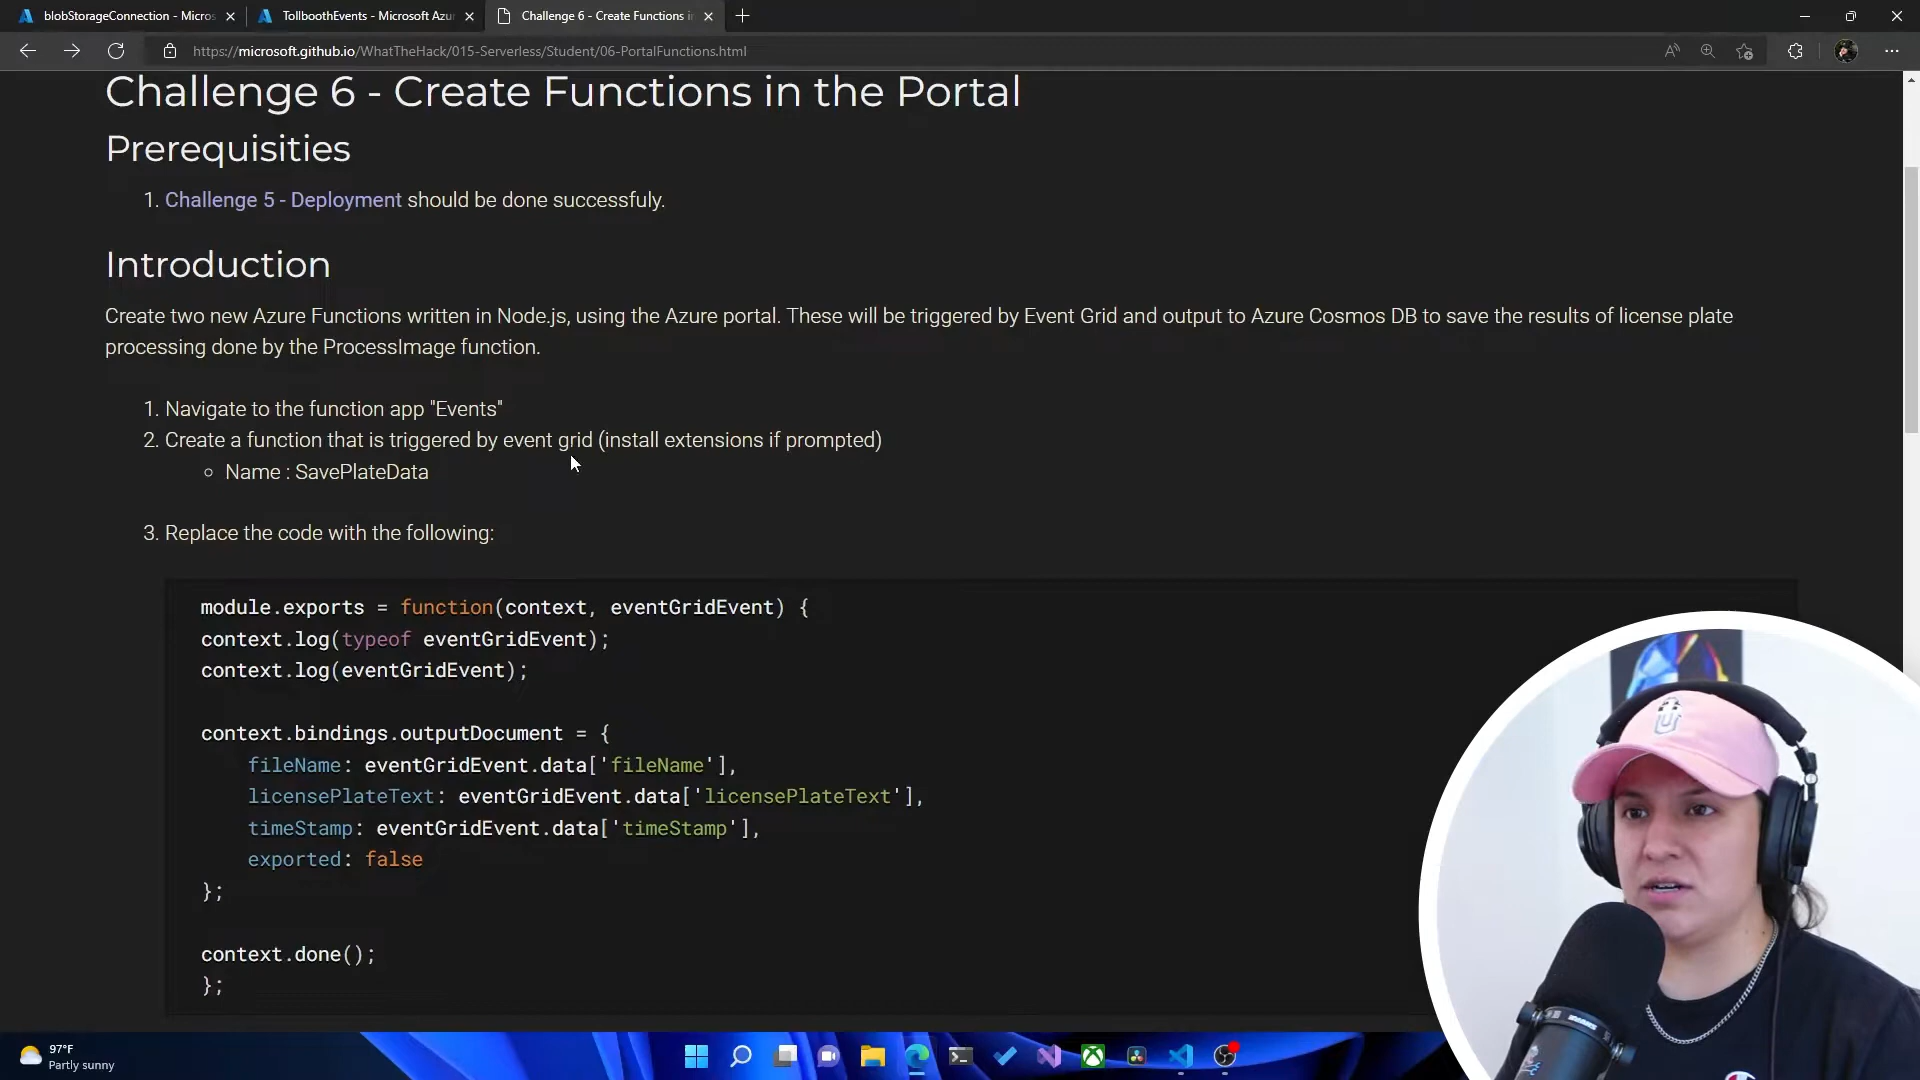 blobStorageConnection - Micros
TollboothEvents - Microsoft Azur
Challenge 6 - Create Functions in
https://microsoft.github.io/WhatTheHack/015-Serverless/Student/06-PortalFunctions.html
Challenge 6 - Create Functions in the Portal
Prerequisities
1. Challenge 5 - Deployment should be done successfuly.
Introduction
Create two new Azure Functions written in Node.js, using the Azure portal. These will be triggered by Event Grid and output to Azure Cosmos DB to save the results of license plate
processing done by the ProcessImage function.
1. Navigate to the function app "Events"
2. Create a function that is triggered by event grid (install extensions if prompted)
Name : SavePlateData
3. Replace the code with the following:
module.exports = function(context, eventGridEvent) {
context.log(typeof eventGridEvent);
context.log(eventGridEvent);
context.bindings.outputDocument = {
fileName: eventGridEvent.data['fileName'],
licensePlateText: eventGridEvent.data['licensePlateText'],
timeStamp: eventGridEvent.data['timeStamp'],
exported: false
};
context.done();
};
97°F
Partly sunny